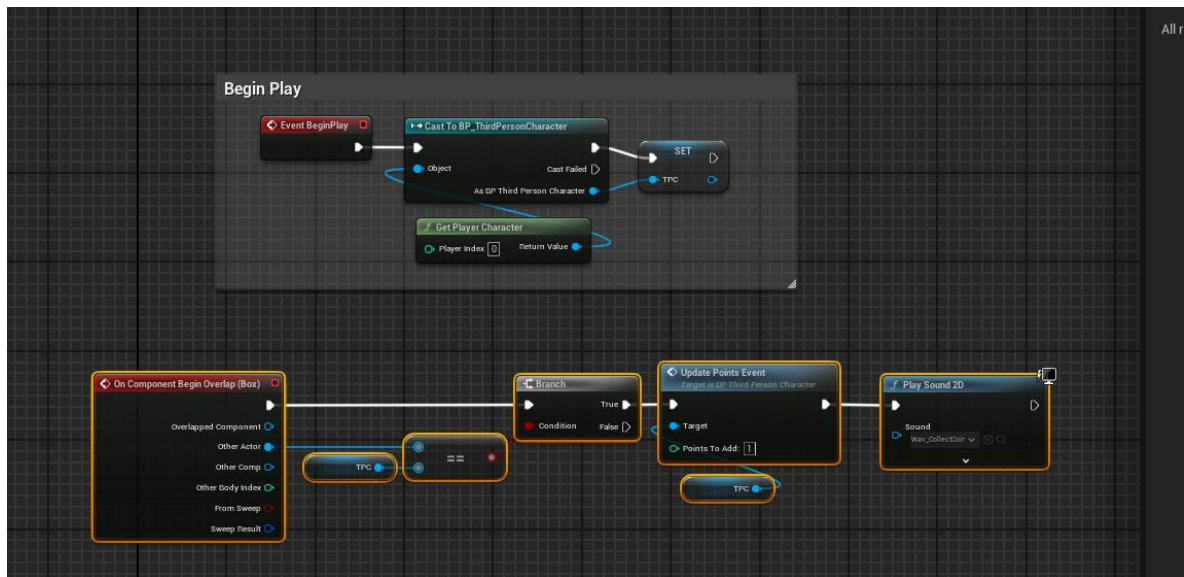 All r
Begin Play
Event BeginPlay
Cast To BP_ThirdPersonCharacter
Object
Cast Failed
As BP Third Person Character
SET
TPC
Get Player Character
Player Index 0
Return Value
On Component Begin Overlap (Box)
Overlapped Component
Other Actor
Other Comp
Other Body Index
From Sweep
Sweep Result
TPC
==
Branch
True
Condition
False
Update Points Event
Target is BP Third Person Character
Target
Points To Add: 1
TPC
Play Sound 2D
Sound
Wav_CollectCoin